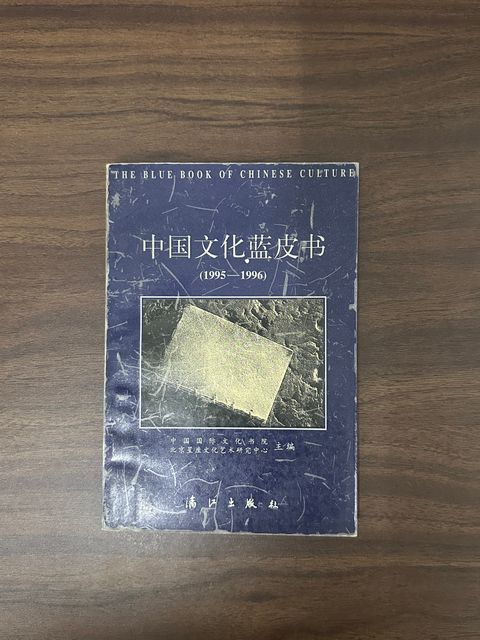 THE BLUE BOOK OF CHINESE CULTURE
中国文化蓝皮书
(1995—1996)
中国国际文化书院
北京星座文化艺术研究中心 主编
漓江出版社